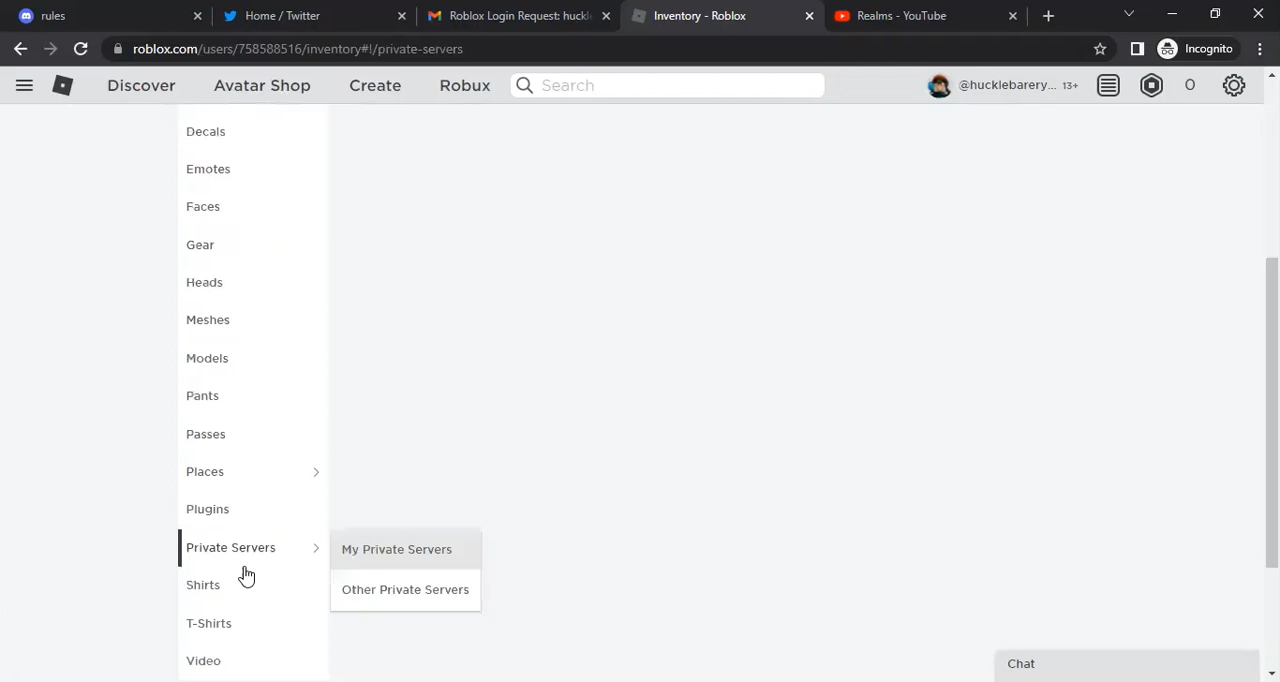 rules
Home / Twitter
Roblox Login Request: huckle
Inventory - Roblox
Realms - YouTube
roblox.com/users/758588516/inventory#!/private-servers
Incognito
Discover
Avatar Shop
Create
Robux
Search
@hucklebarery... 13+
0
Decals
Emotes
Faces
Gear
Heads
Meshes
Models
Pants
Passes
Places
Plugins
Private Servers
My Private Servers
Other Private Servers
Shirts
T-Shirts
Video
Chat